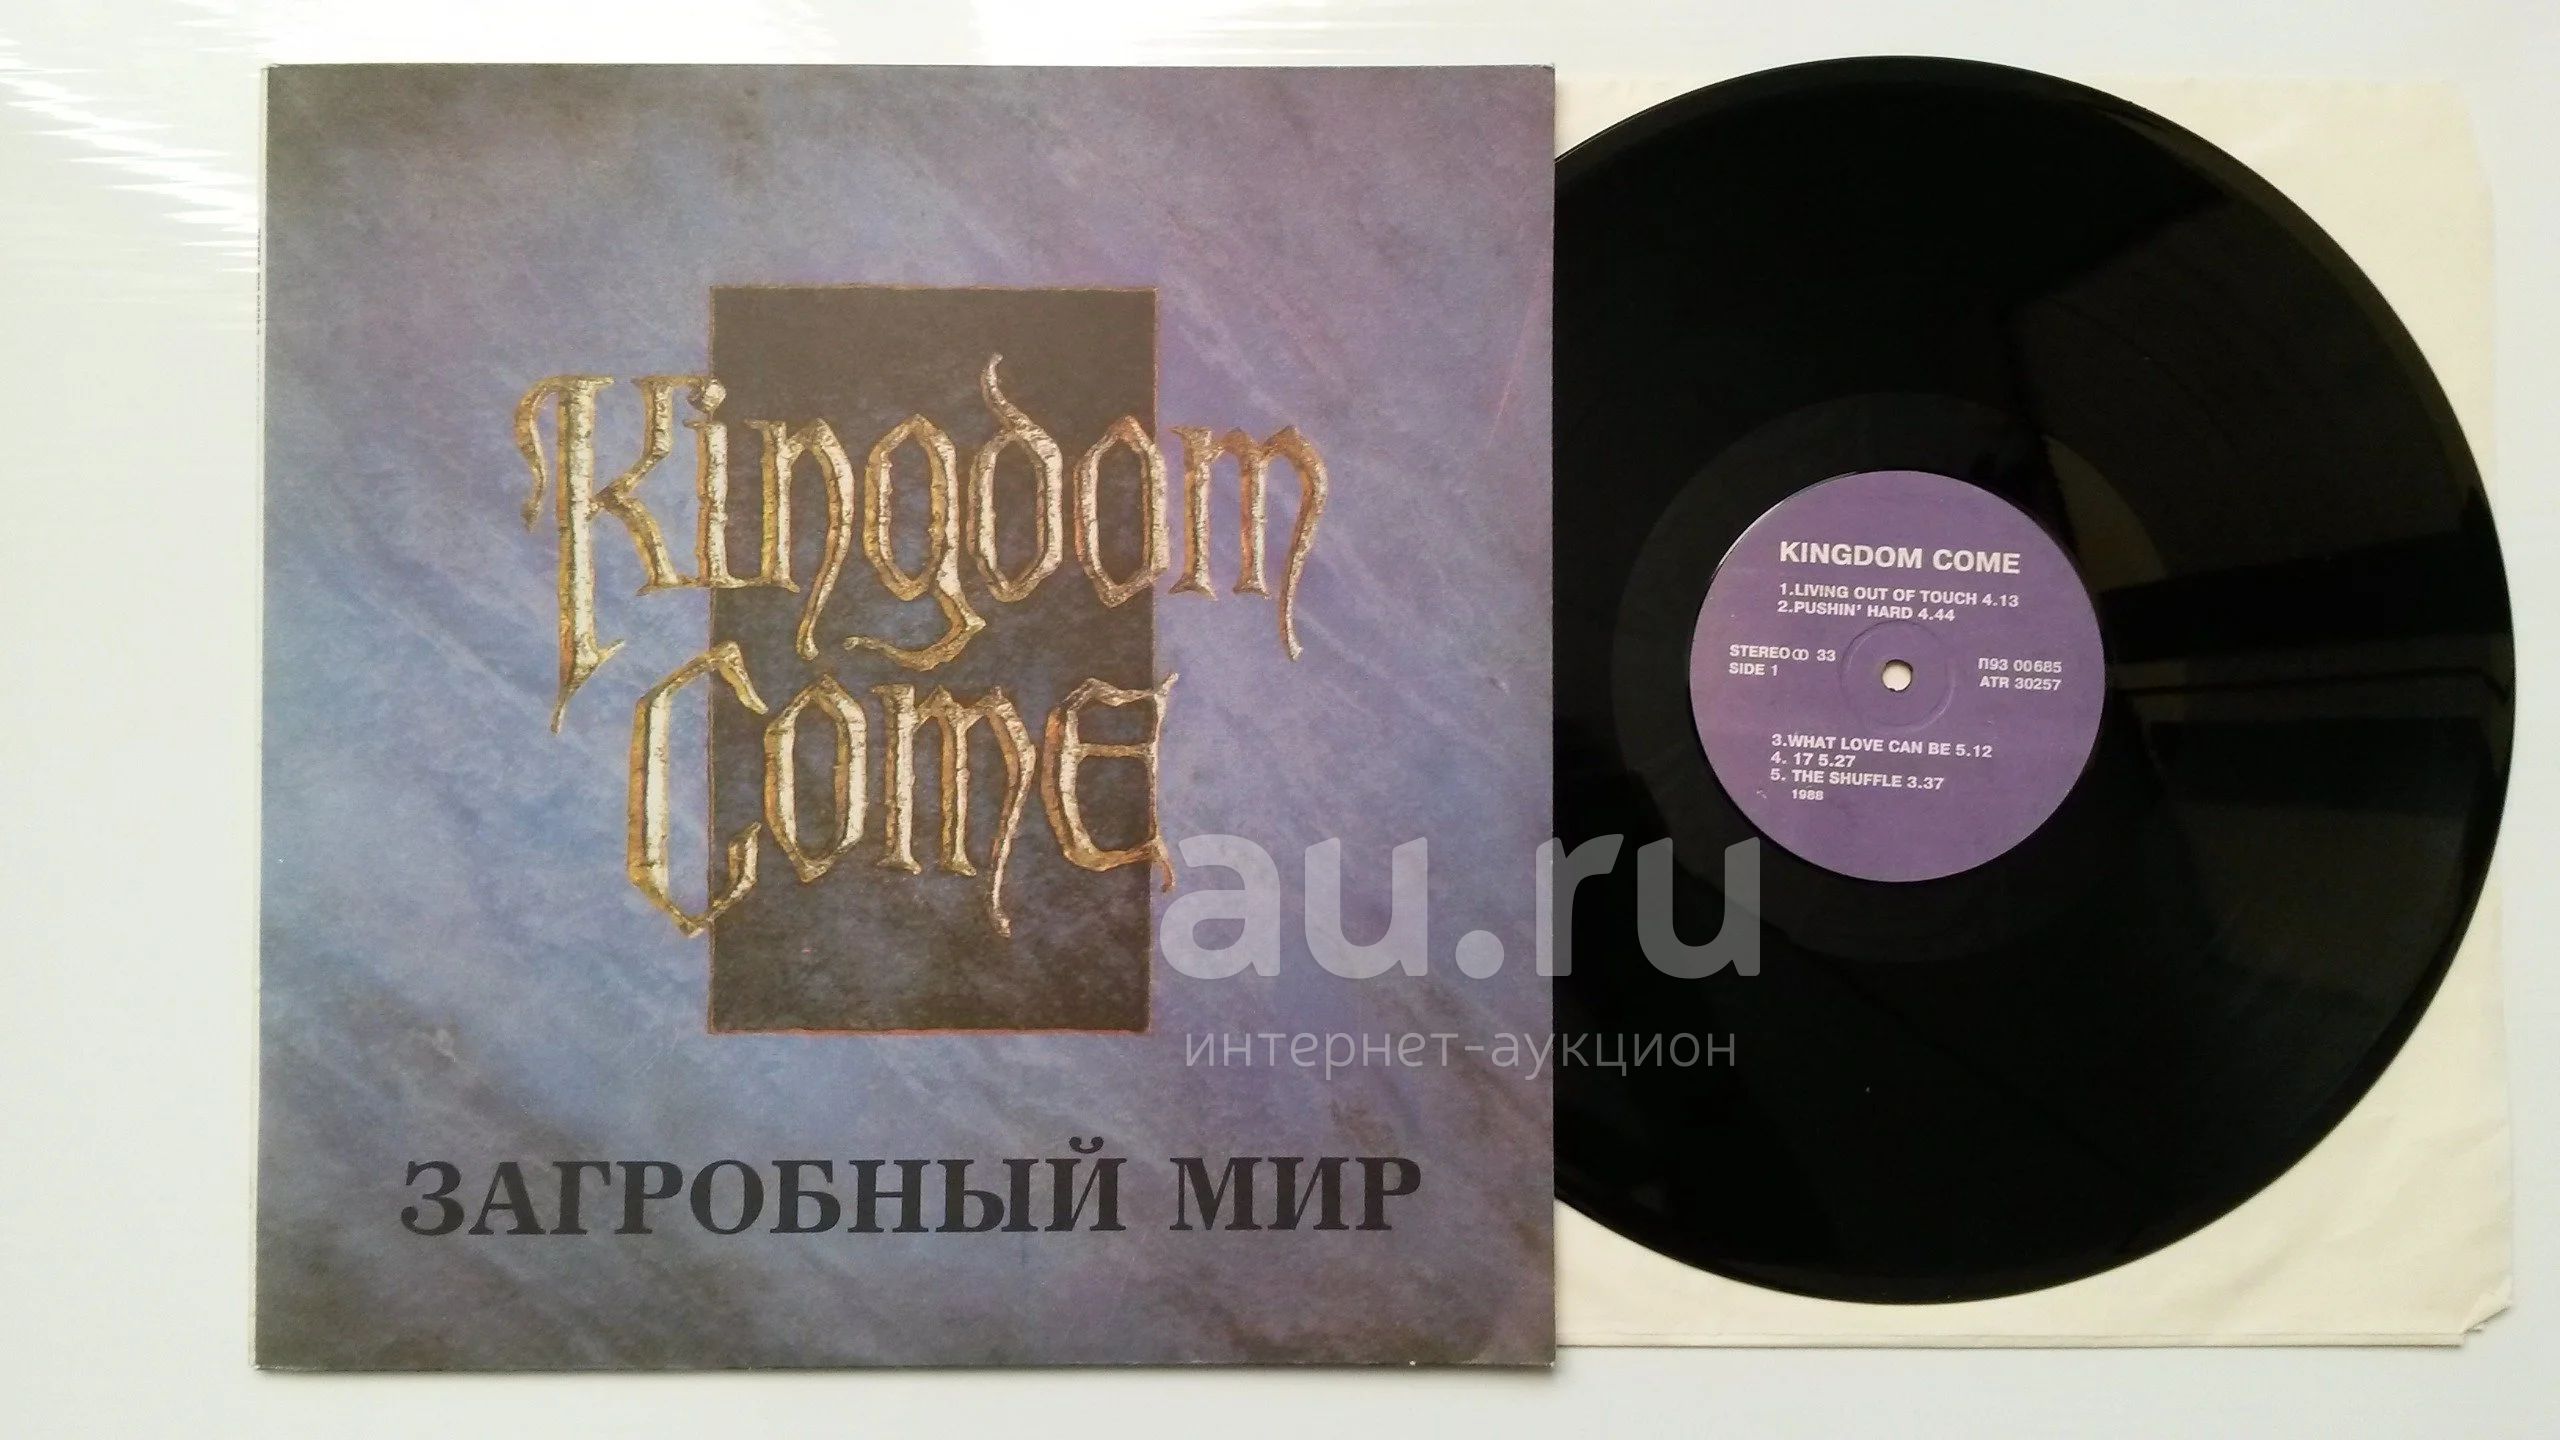 Kingdom
Come
ЗАГРОБНЫЙ МИР
KINGDOM COME
1.LIVING OUT OF TOUCH 4.13
2.PUSHIN' HARD 4.44
STEREO 33
SIDE 1
П93 00685
ATR 30257
3.WHAT LOVE CAN BE 5.12
4. 17 5.27
5. THE SHUFFLE 3.37
1988
au.ru
интернет-аукцион